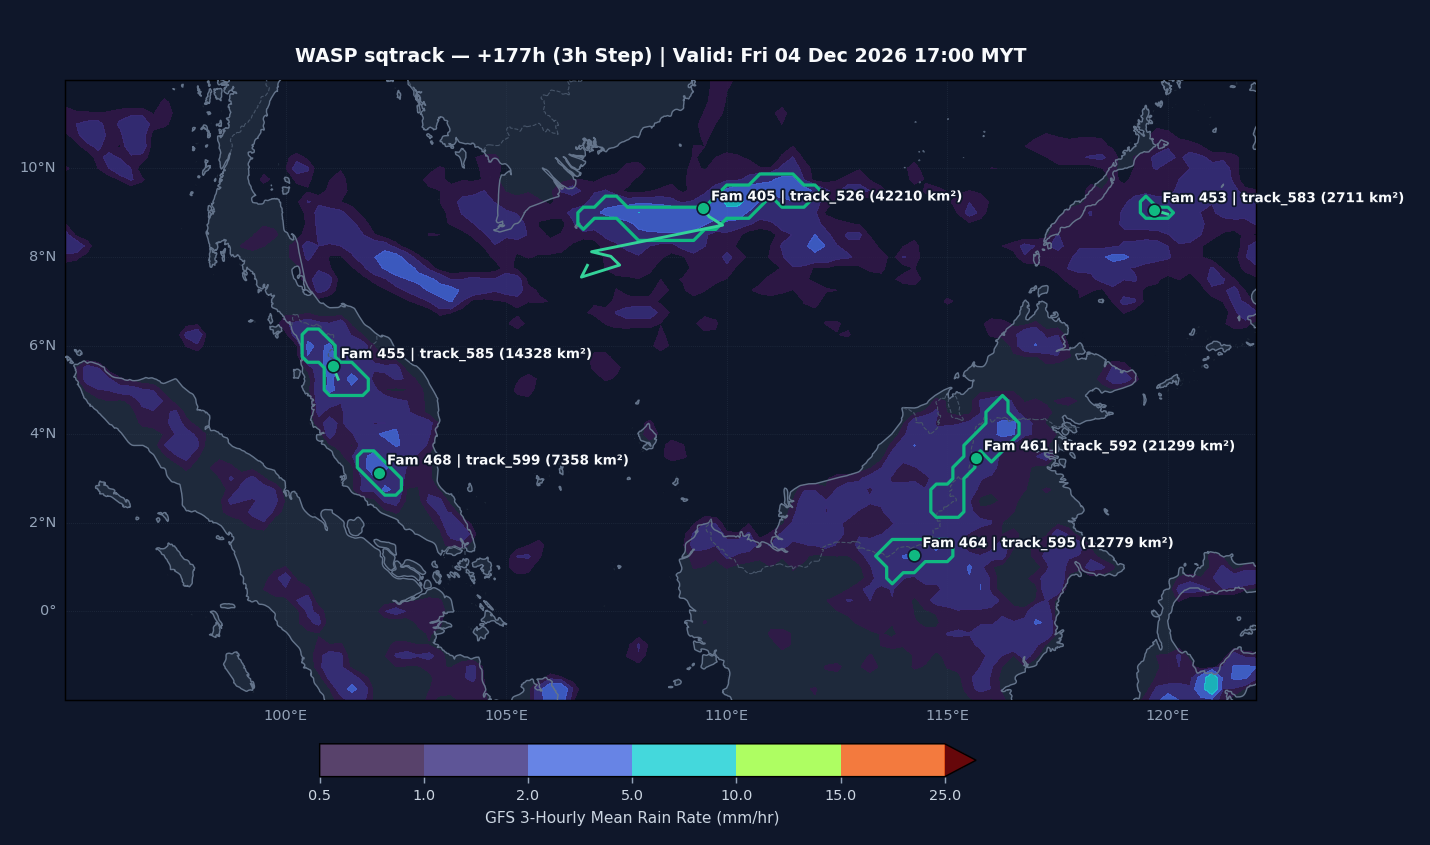 WASP sqtrack — +177h (3h Step) | Valid: Fri 04 Dec 2026 17:00 MYT
10°N
8°N
6°N
4°N
2°N
0°
Fam 405 | track_526 (42210 km²)
Fam 453 | track_583 (2711 km²)
Fam 455 | track_585 (14328 km²)
Fam 461 | track_592 (21299 km²)
Fam 468 | track_599 (7358 km²)
Fam 464 | track_595 (12779 km²)
100°E 105°E 110°E 115°E 120°E
0.5 1.0 2.0 5.0 10.0 15.0 25.0
GFS 3-Hourly Mean Rain Rate (mm/hr)